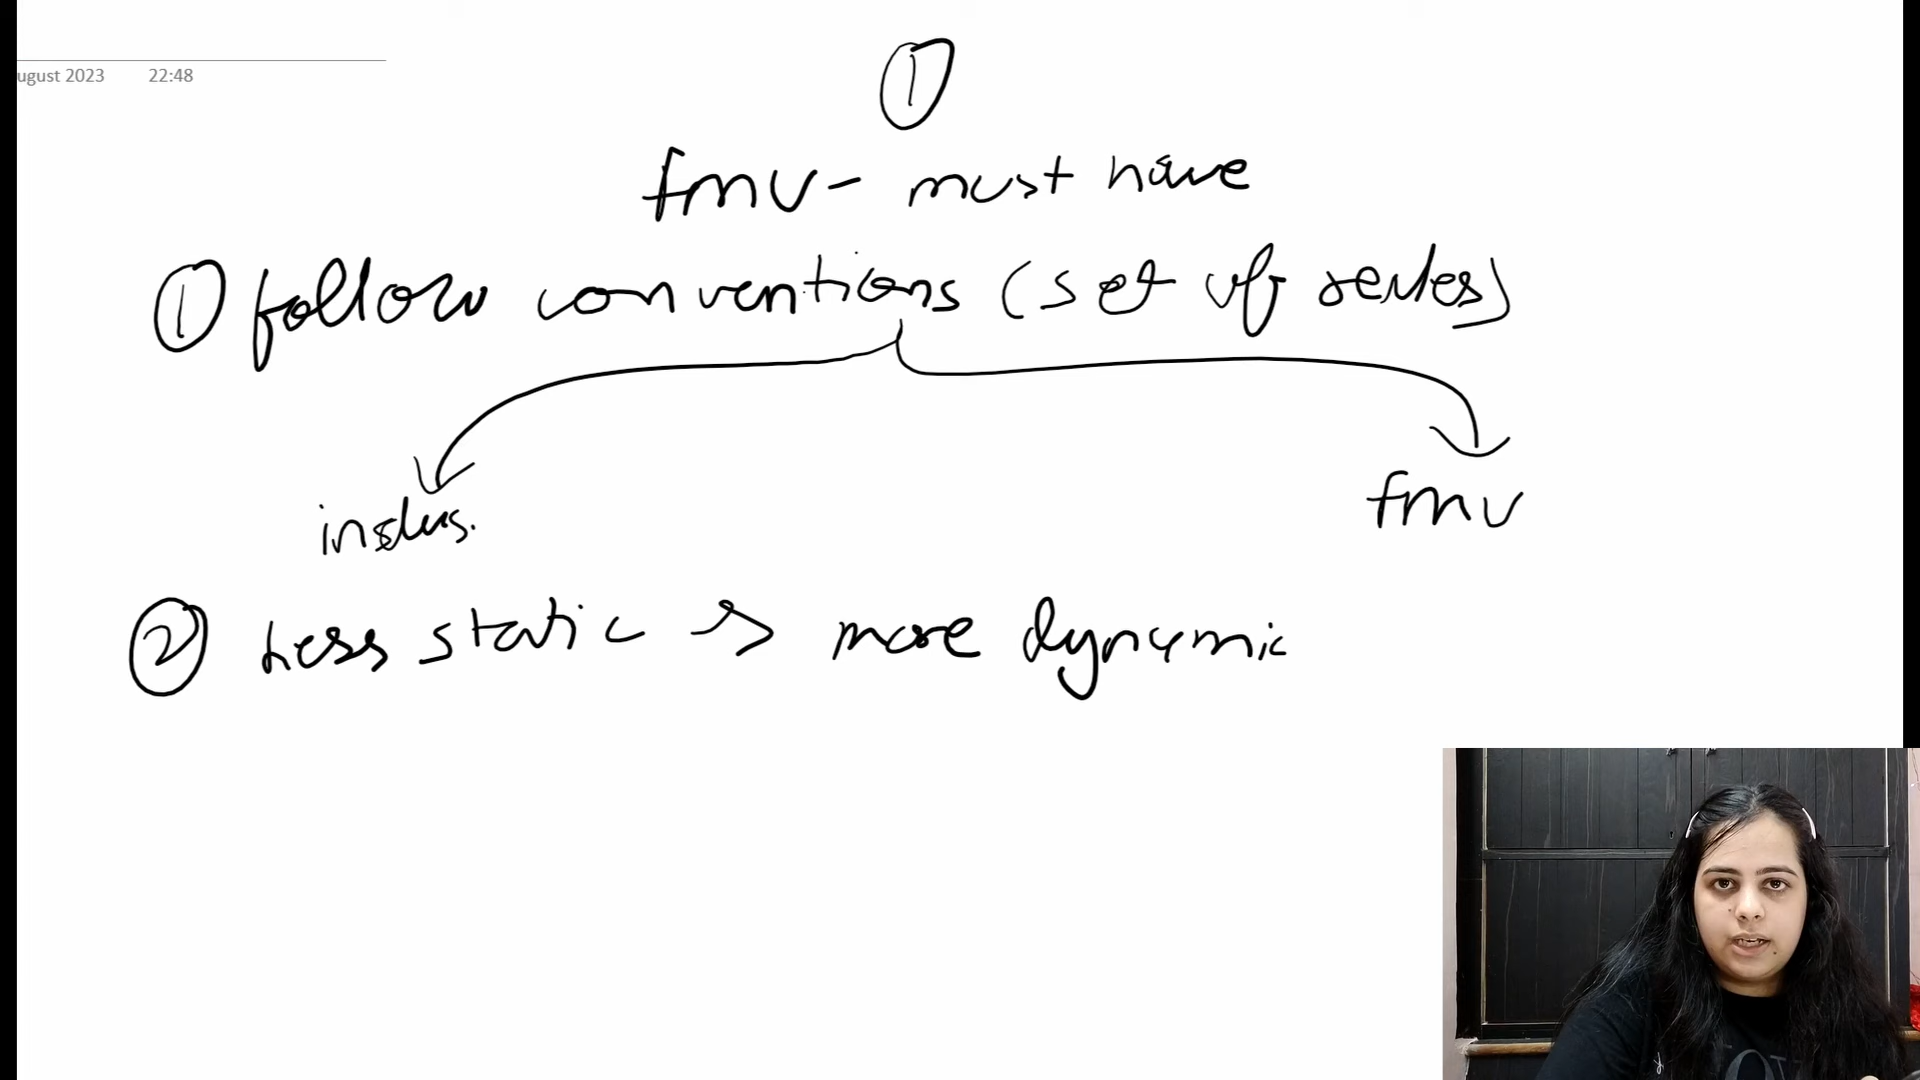 ugust 2023 22:48
①
fmv - must have
① follow conventions (set of rules)
indus.
fmv
② Less static → more dynamic